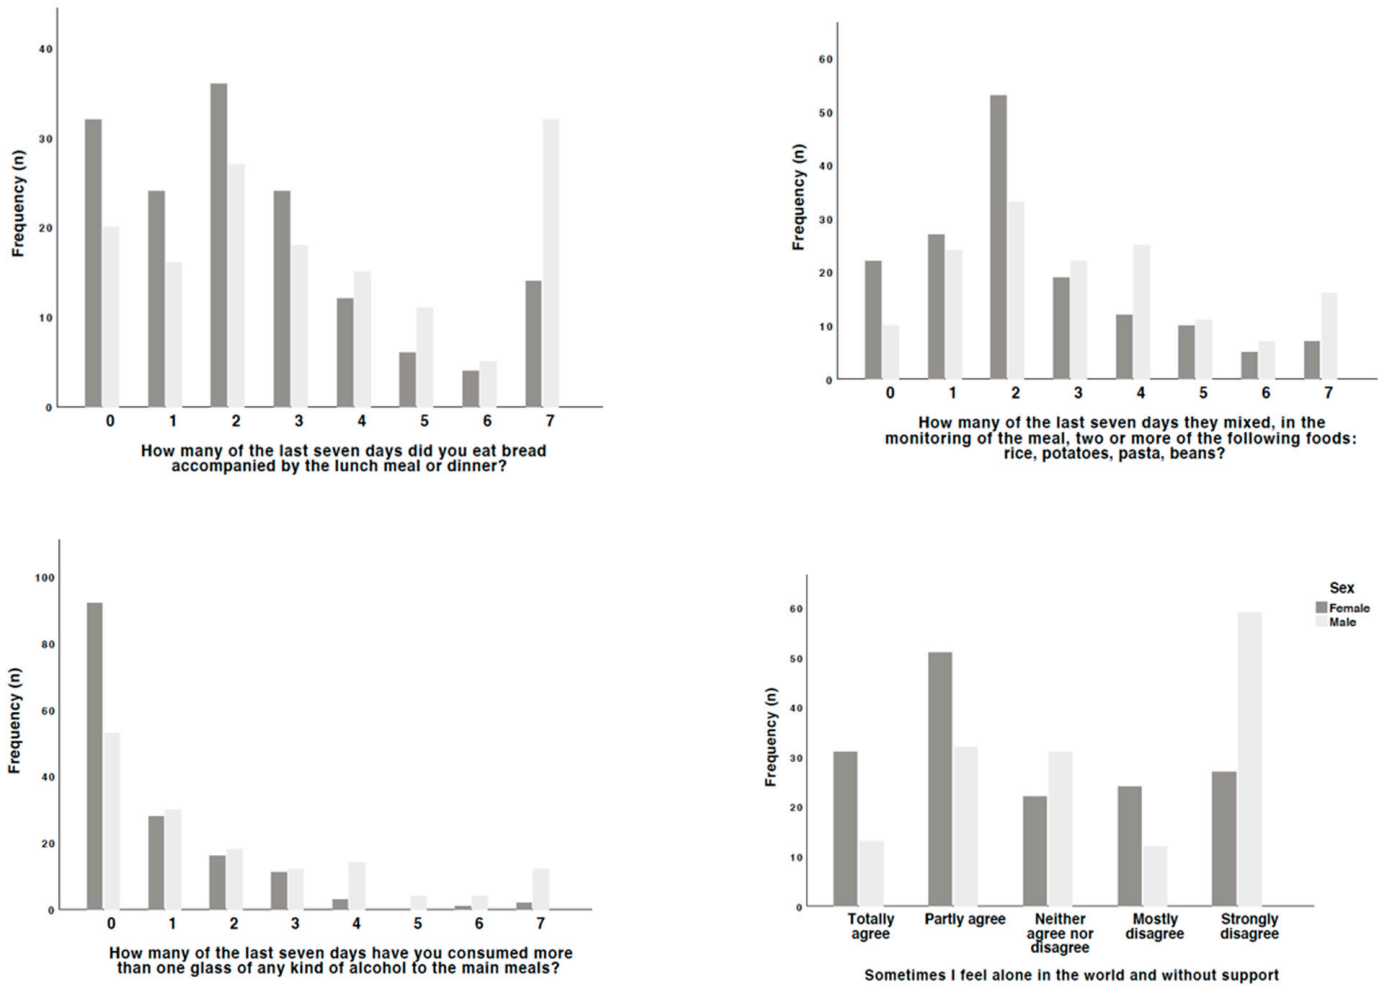 40
30
20
10
0
Frequency (n)
0 1 2 3 4 5 6 7
How many of the last seven days did you eat bread
accompanied by the lunch meal or dinner?
60
50
40
30
20
10
0
Frequency (n)
0 1 2 3 4 5 6 7
How many of the last seven days they mixed, in the
monitoring of the meal, two or more of the following foods:
rice, potatoes, pasta, beans?
100
80
60
40
20
0
Frequency (n)
0 1 2 3 4 5 6 7
How many of the last seven days have you consumed more
than one glass of any kind of alcohol to the main meals?
Sex
Female
Male
60
50
40
30
20
10
0
Frequency (n)
Totally
agree
Partly agree
Neither
agree nor
disagree
Mostly
disagree
Strongly
disagree
Sometimes I feel alone in the world and without support